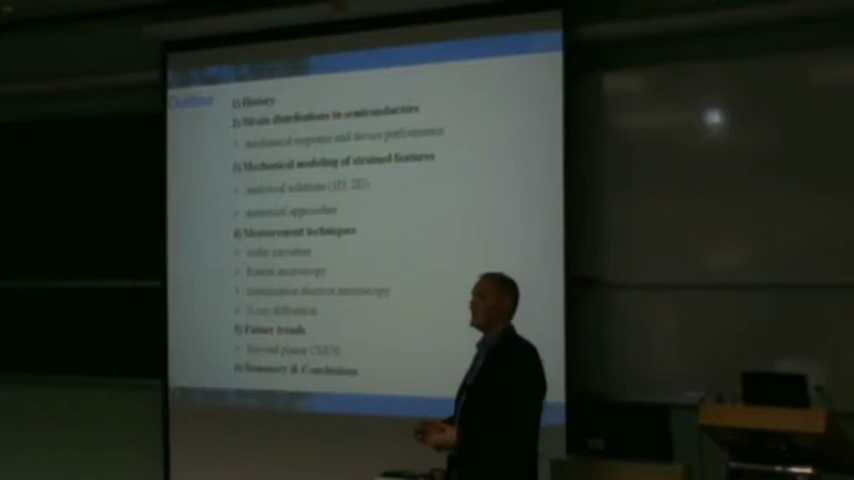 Outline
1) History
2) Strain distributions in semiconductors
mechanical response and device performance
3) Mechanical modeling of strained features
analytical solutions (1D, 2D)
numerical approaches
4) Measurement techniques
wafer curvature
Raman microscopy
transmission electron microscopy
X-ray diffraction
5) Future trends
Beyond planar CMOS
6) Summary & Conclusions